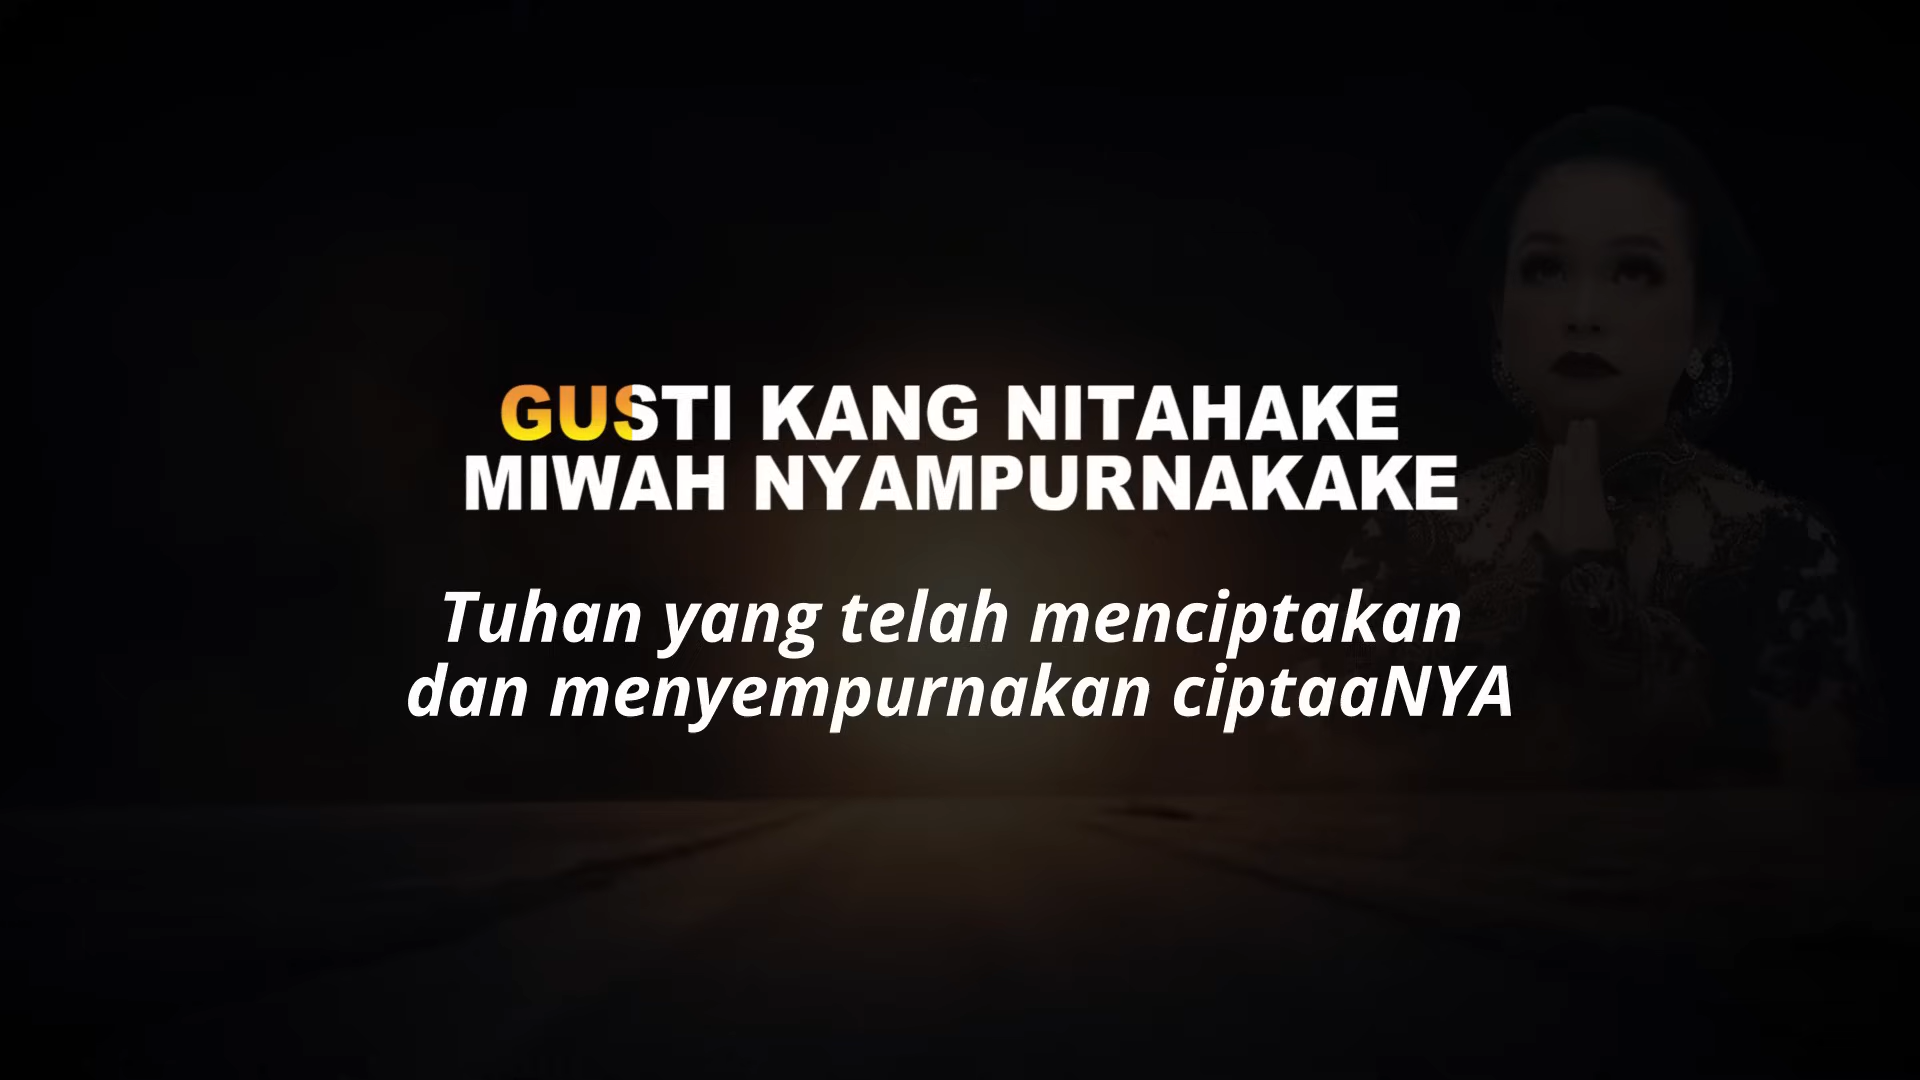 GUSTI KANG NITAHAKE
MIWAH NYAMPURNAKAKE
Tuhan yang telah menciptakan
dan menyempurnakan ciptaaNYA